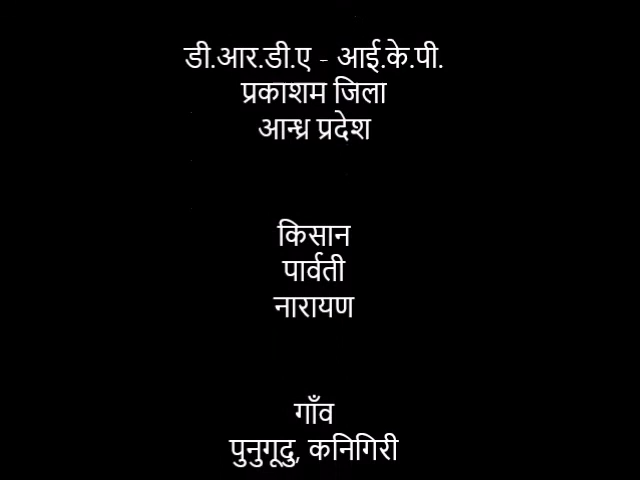 डी.आर.डी.ए - आई.के.पी.
प्रकाशम जिला
आन्ध्र प्रदेश
किसान
पार्वती
नारायण
गाँव
पुनुगूदु, कनिगिरी